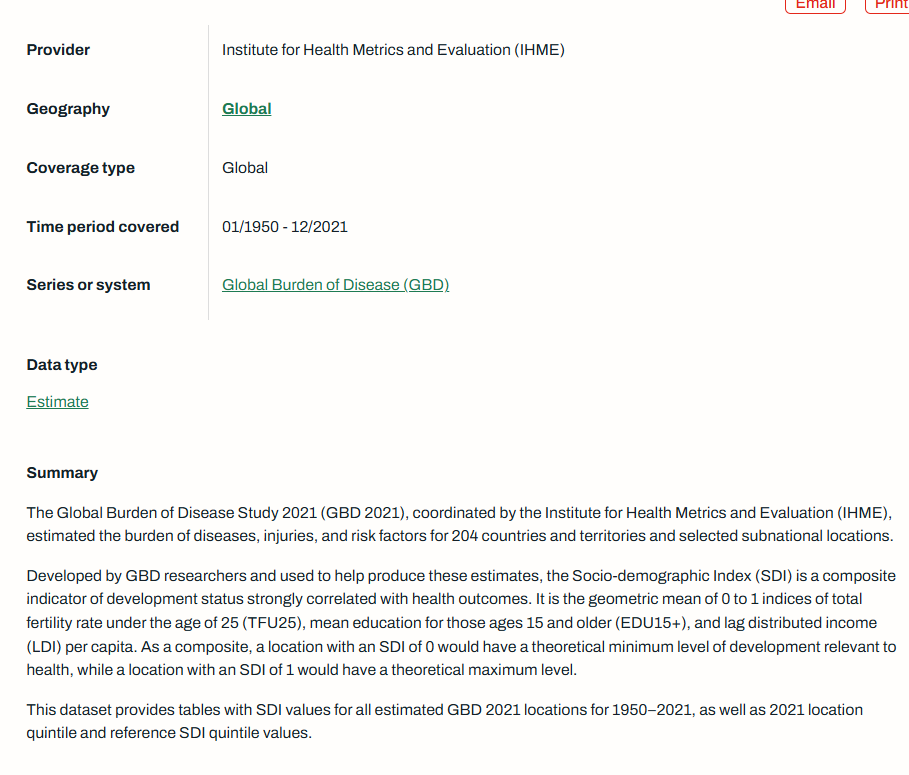 Email Print
Provider Institute for Health Metrics and Evaluation (IHME)
Geography Global
Coverage type Global
Time period covered 01/1950 - 12/2021
Series or system Global Burden of Disease (GBD)
Data type
Estimate
Summary
The Global Burden of Disease Study 2021 (GBD 2021), coordinated by the Institute for Health Metrics and Evaluation (IHME),
estimated the burden of diseases, injuries, and risk factors for 204 countries and territories and selected subnational locations.
Developed by GBD researchers and used to help produce these estimates, the Socio-demographic Index (SDI) is a composite
indicator of development status strongly correlated with health outcomes. It is the geometric mean of 0 to 1 indices of total
fertility rate under the age of 25 (TFU25), mean education for those ages 15 and older (EDU15+), and lag distributed income
(LDI) per capita. As a composite, a location with an SDI of 0 would have a theoretical minimum level of development relevant to
health, while a location with an SDI of 1 would have a theoretical maximum level.
This dataset provides tables with SDI values for all estimated GBD 2021 locations for 1950–2021, as well as 2021 location
quintile and reference SDI quintile values.